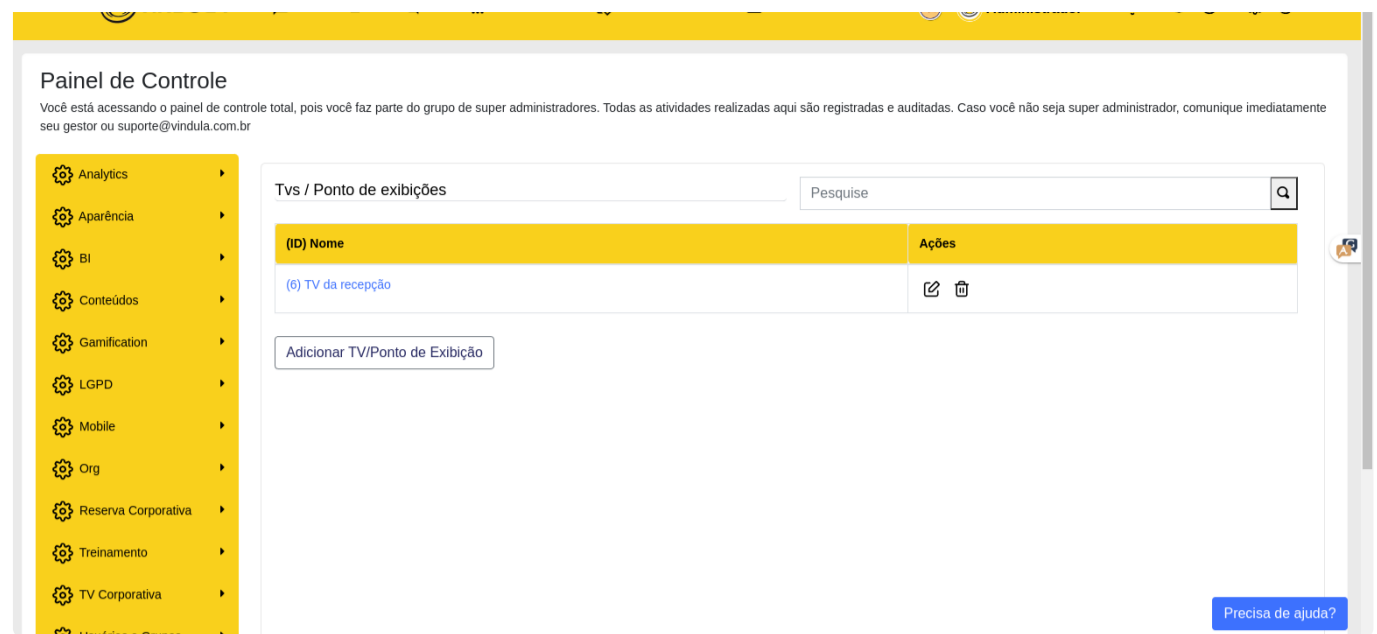 Painel de Controle
Você está acessando o painel de controle total, pois você faz parte do grupo de super administradores. Todas as atividades realizadas aqui são registradas e auditadas. Caso você não seja super administrador, comunique imediatamente
seu gestor ou suporte@vindula.com.br
Analytics
Aparência
BI
Conteúdos
Gamification
LGPD
Mobile
Org
Reserva Corporativa
Treinamento
TV Corporativa
Tvs / Ponto de exibições
Pesquise
(ID) Nome
Ações
(6) TV da recepção
Adicionar TV/Ponto de Exibição
Precisa de ajuda?